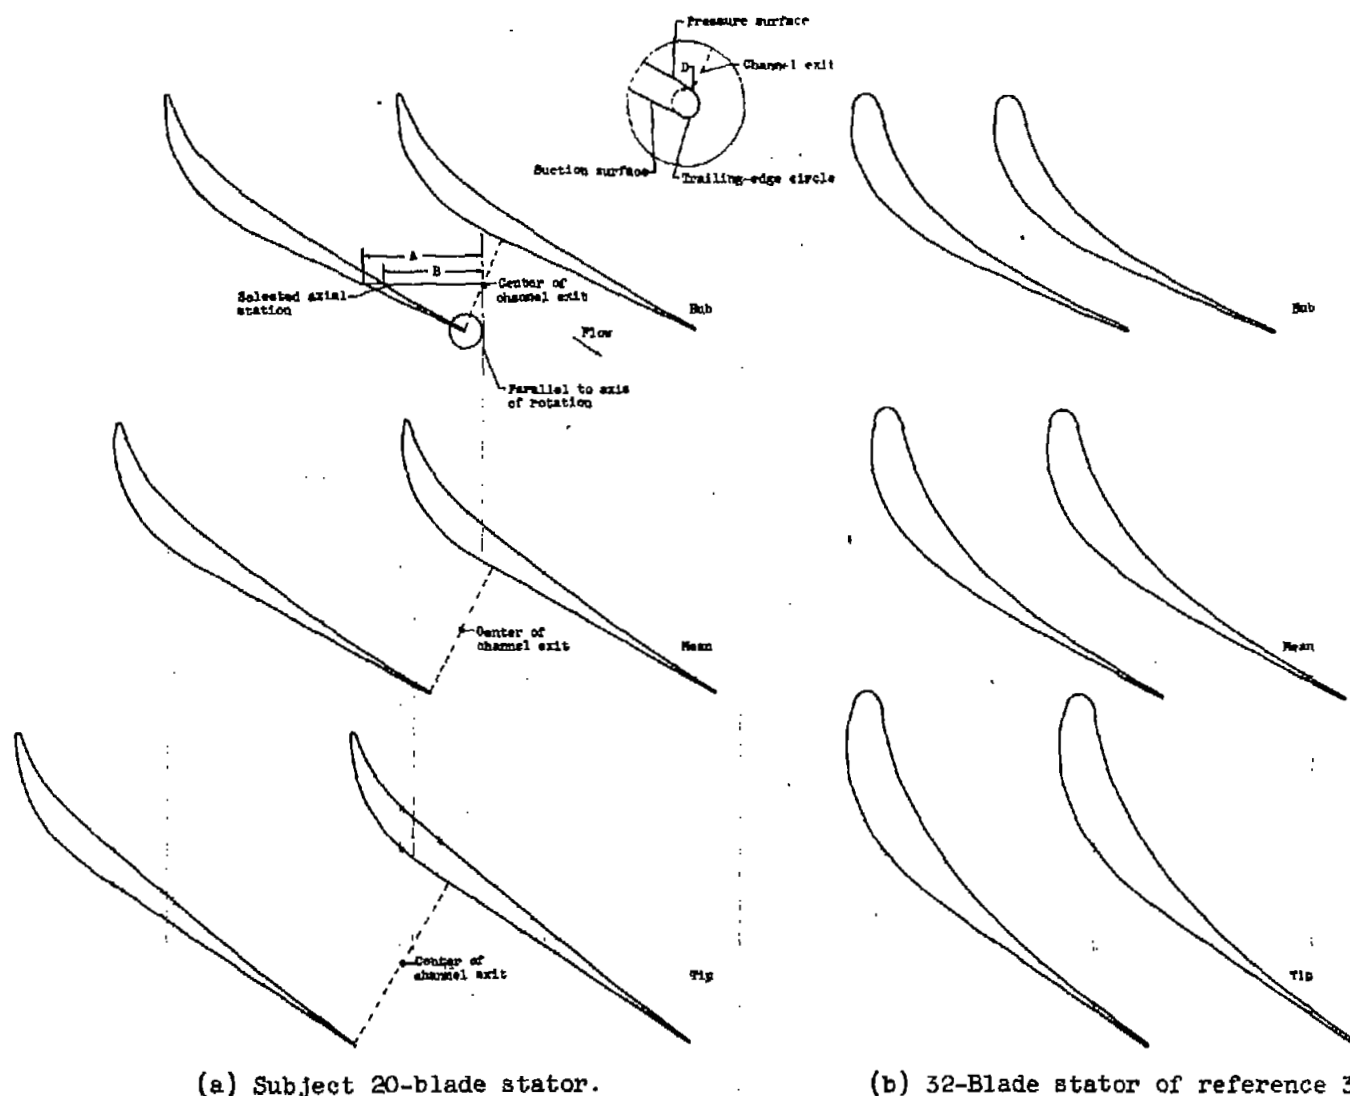 Pressure surface
D
Channel exit
Suction surface
Trailing-edge circle
A
B
Selected axial
station
Center of
channel exit
Hub
Hub
Flow
Parallel to axis
of rotation
Center of
channel exit
Mean
Mean
Center of
channel exit
Tip
Tip
(a) Subject 20-blade stator.
(b) 32-Blade stator of reference 3